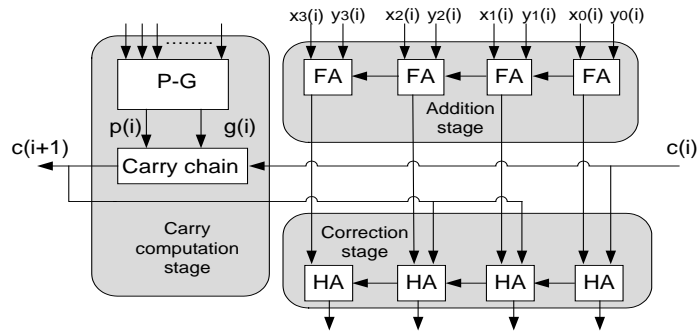 x3(i) y3(i) x2(i) y2(i) x1(i) y1(i) x0(i) y0(i)
........
P-G
FA FA FA FA
Addition
stage
p(i) g(i)
c(i+1)
Carry chain
c(i)
Carry
computation
stage
Correction
stage
HA HA HA HA